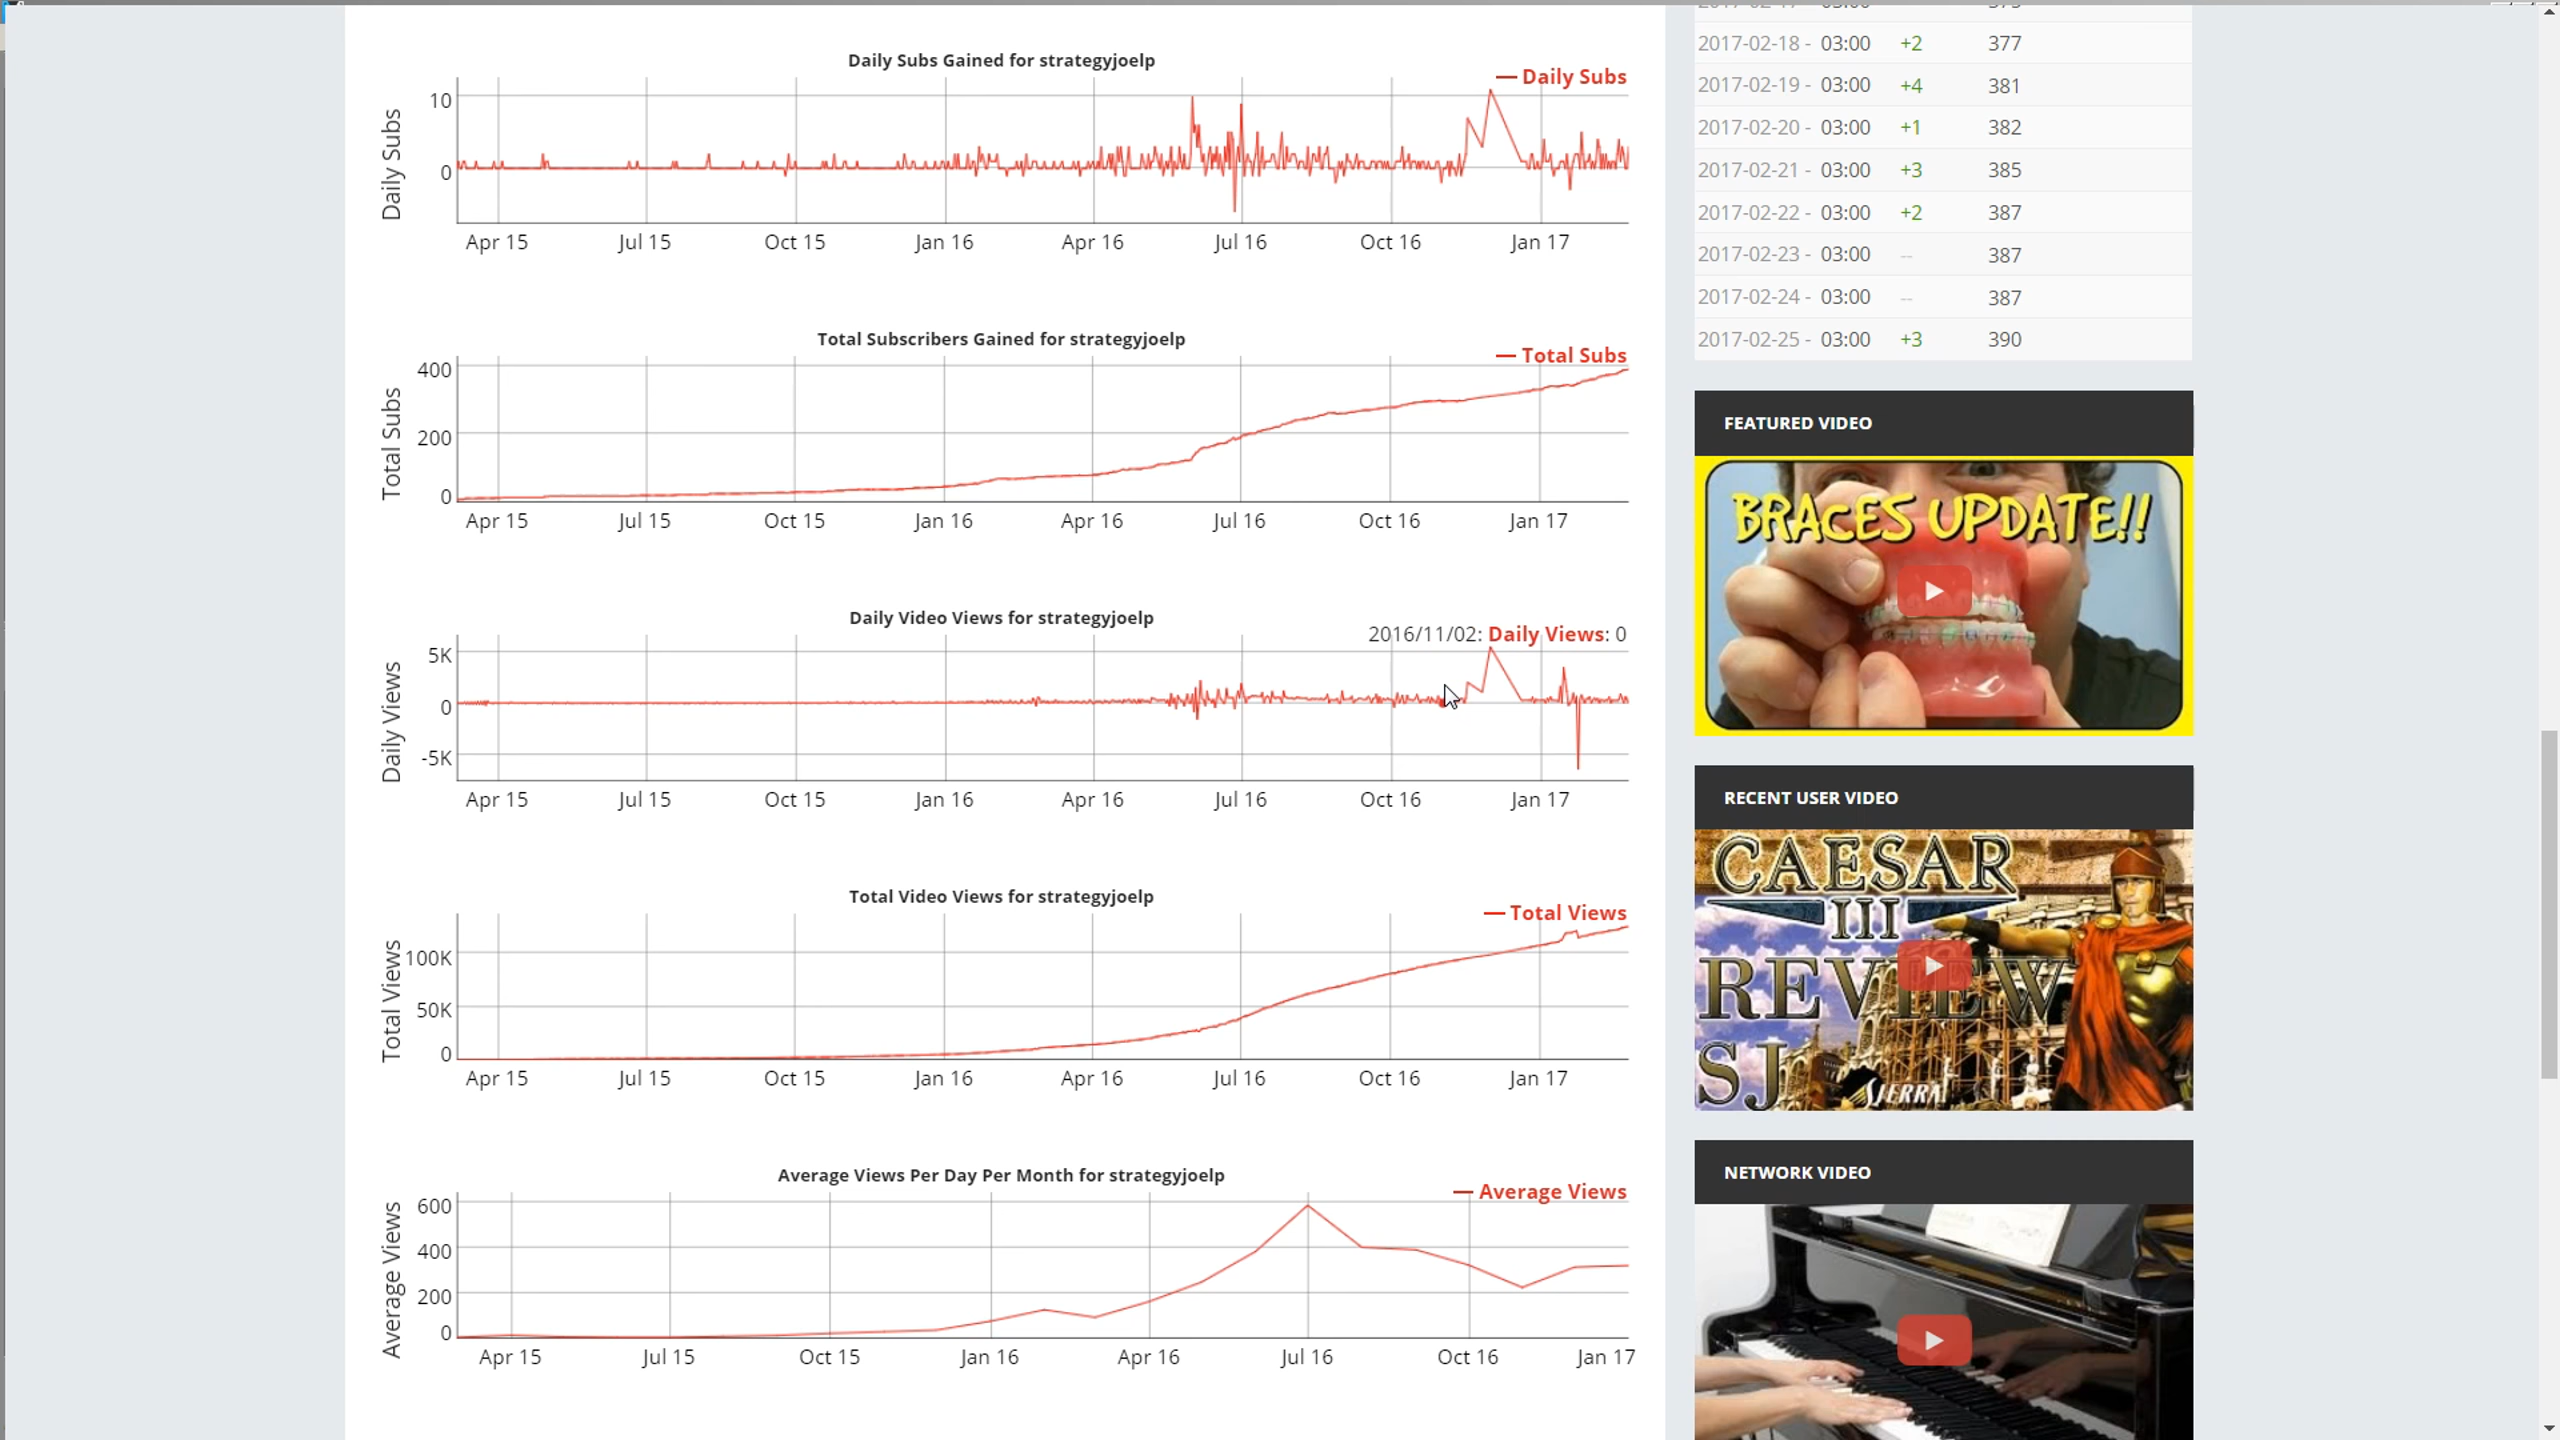 Daily Subs Gained for strategyjoelp
Daily Subs
Daily Subs
10
0
Apr 15
Jul 15
Oct 15
Jan 16
Apr 16
Jul 16
Oct 16
Jan 17
Total Subscribers Gained for strategyjoelp
Total Subs
Total Subs
400
200
0
Apr 15
Jul 15
Oct 15
Jan 16
Apr 16
Jul 16
Oct 16
Jan 17
Daily Video Views for strategyjoelp
2016/11/02: Daily Views: 0
Daily Views
5K
0
-5K
Apr 15
Jul 15
Oct 15
Jan 16
Apr 16
Jul 16
Oct 16
Jan 17
Total Video Views for strategyjoelp
Total Views
Total Views
100K
50K
0
Apr 15
Jul 15
Oct 15
Jan 16
Apr 16
Jul 16
Oct 16
Jan 17
Average Views Per Day Per Month for strategyjoelp
Average Views
Average Views
600
400
200
0
Apr 15
Jul 15
Oct 15
Jan 16
Apr 16
Jul 16
Oct 16
Jan 17
2017-02-18 - 03:00 +2 377
2017-02-19 - 03:00 +4 381
2017-02-20 - 03:00 +1 382
2017-02-21 - 03:00 +3 385
2017-02-22 - 03:00 +2 387
2017-02-23 - 03:00 -- 387
2017-02-24 - 03:00 -- 387
2017-02-25 - 03:00 +3 390
FEATURED VIDEO
BRACES UPDATE!!
RECENT USER VIDEO
CAESAR
III
REVIEW
SJ
SIERRA
NETWORK VIDEO